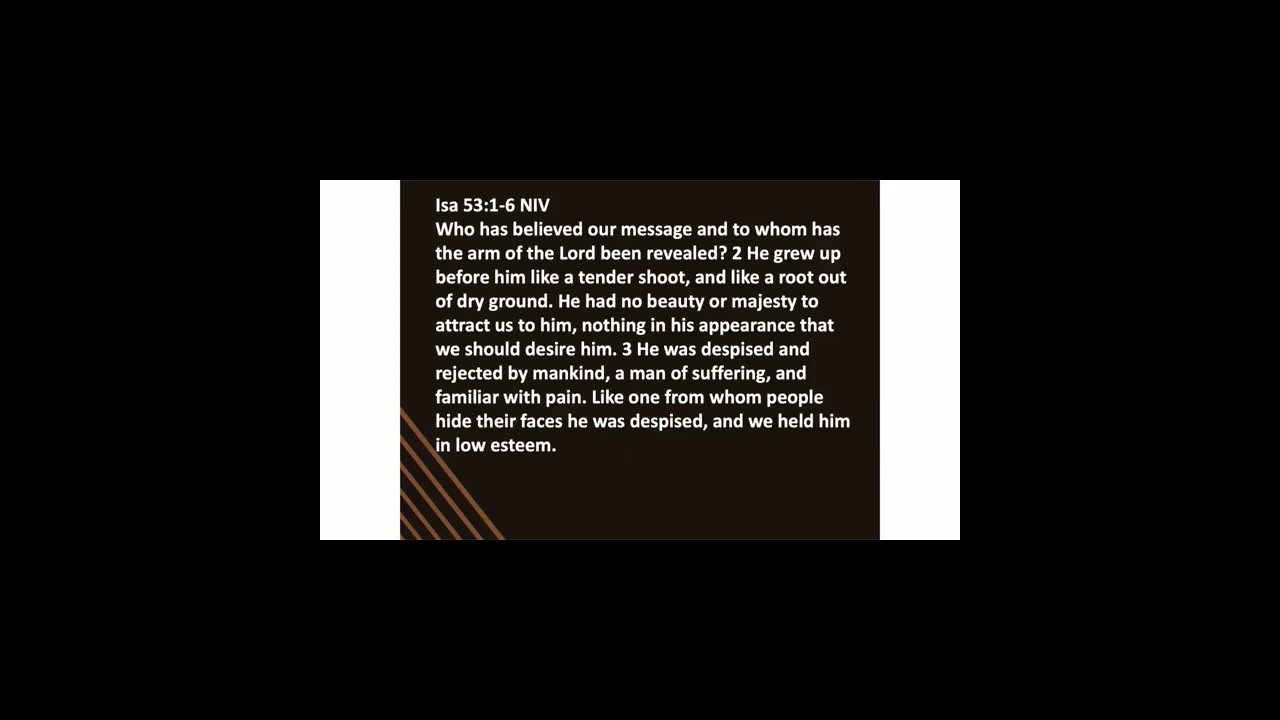 Isa 53:1-6 NIV
Who has believed our message and to whom has
the arm of the Lord been revealed? 2 He grew up
before him like a tender shoot, and like a root out
of dry ground. He had no beauty or majesty to
attract us to him, nothing in his appearance that
we should desire him. 3 He was despised and
rejected by mankind, a man of suffering, and
familiar with pain. Like one from whom people
hide their faces he was despised, and we held him
in low esteem.